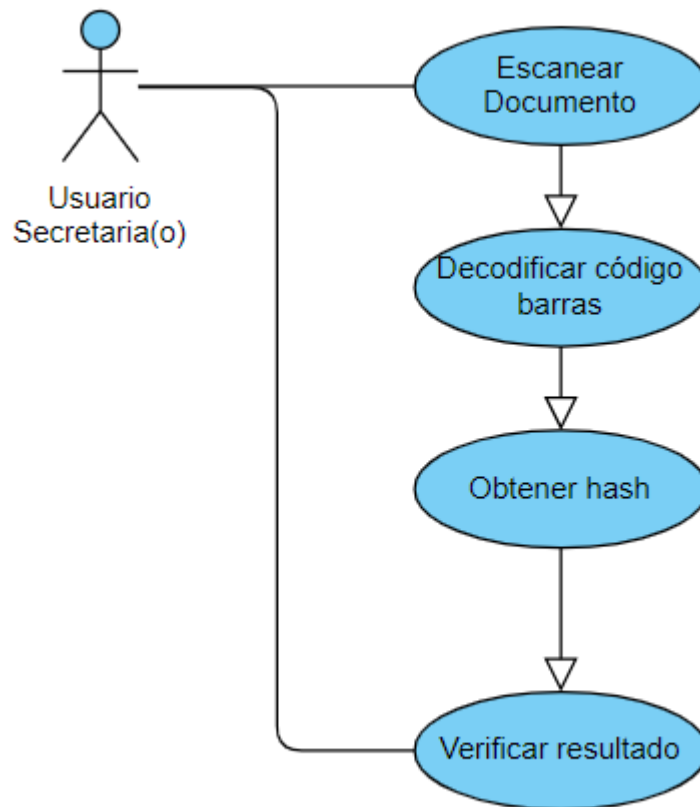 Escanear
Documento
Usuario
Secretaria(o)
Decodificar código
barras
Obtener hash
Verificar resultado